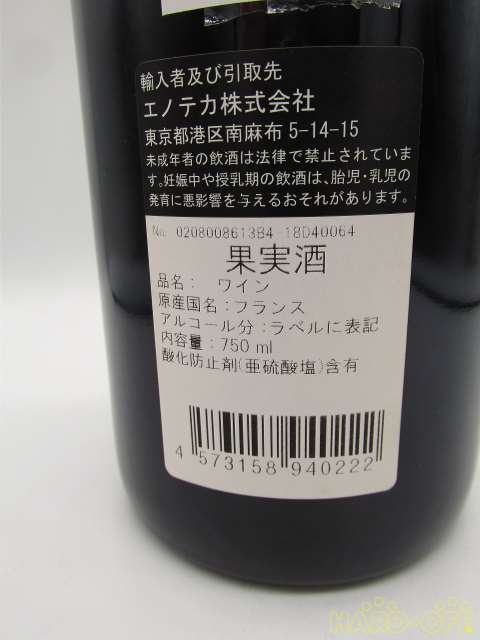 輸入者及び引取先
エノテカ株式会社
東京都港区南麻布 5-14-15
未成年者の飲酒は法律で禁止されていま
す。妊娠中や授乳期の飲酒は、胎児・乳児の
発育に悪影響を与えるおそれがあります。
No. 0208008613B4-18D40064
果実酒
品名： ワイン
原産国名：フランス
アルコール分：ラベルに表記
内容量：750 ml
酸化防止剤(亜硫酸塩)含有
4 573158 940222
HARD-OFF